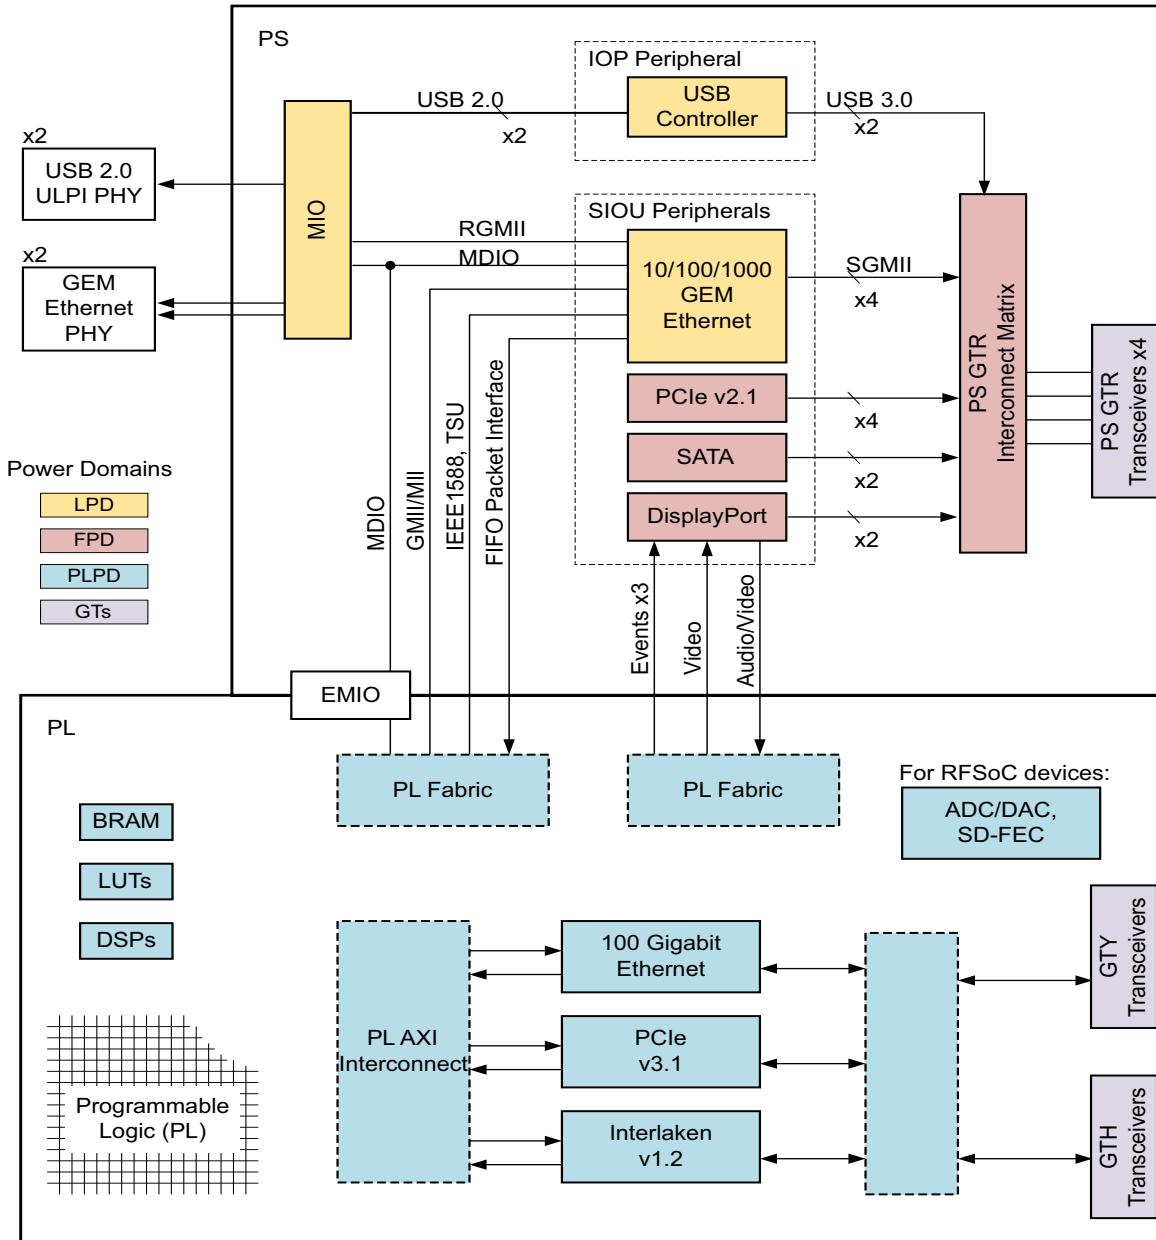 PS
IOP Peripheral
USB
Controller
USB 2.0
x2
USB 3.0
x2
x2
USB 2.0
ULPI PHY
MIO
x2
GEM
Ethernet
PHY
SIOU Peripherals
RGMII
MDIO
10/100/1000
GEM
Ethernet
SGMII
x4
PCIe v2.1
x4
SATA
x2
DisplayPort
x2
PS GTR
Interconnect Matrix
PS GTR
Transceivers x4
Power Domains
LPD
FPD
PLPD
GTs
MDIO
GMII/MII
IEEE1588, TSU
FIFO Packet Interface
Events x3
Video
Audio/Video
EMIO
PL
PL Fabric
PL Fabric
For RFSoC devices:
ADC/DAC,
SD-FEC
BRAM
LUTs
DSPs
Programmable
Logic (PL)
PL AXI
Interconnect
100 Gigabit
Ethernet
PCIe
v3.1
Interlaken
v1.2
GTY
Transceivers
GTH
Transceivers